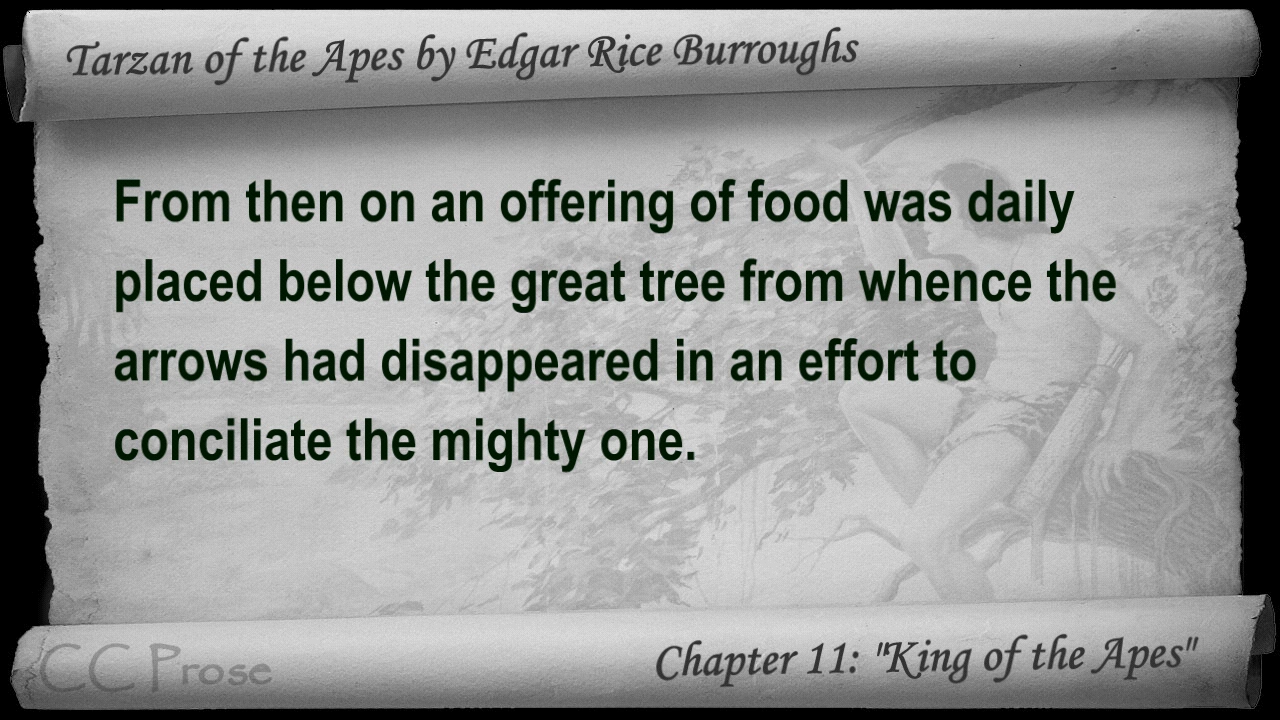 Tarzan of the Apes by Edgar Rice Burroughs
From then on an offering of food was daily
placed below the great tree from whence the
arrows had disappeared in an effort to
conciliate the mighty one.
CC Prose
Chapter 11: "King of the Apes"